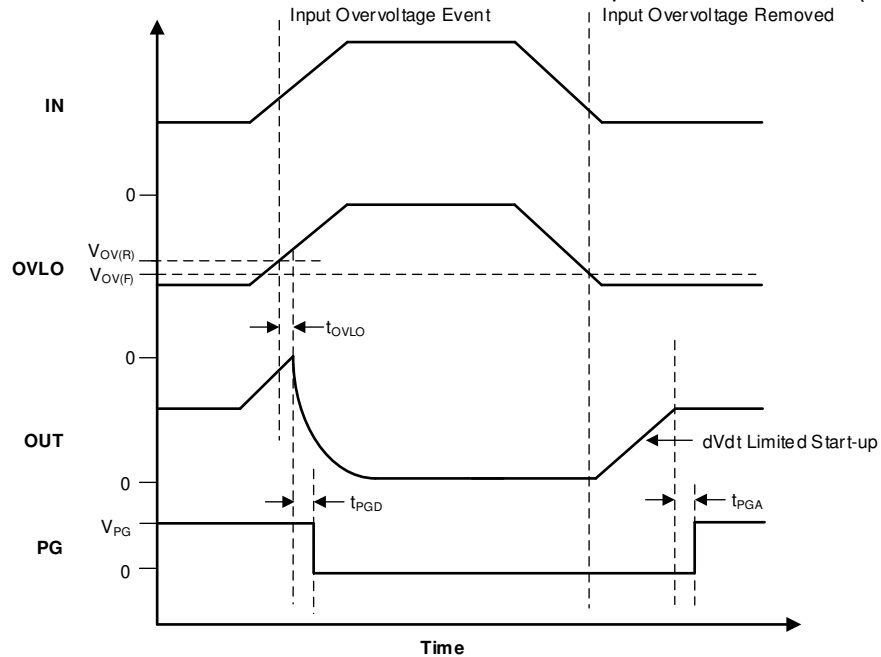 Input Overvoltage Event
Input Overvoltage Removed
IN
0
V_OV(R)
OVLO
V_OV(F)
t_OVLO
0
OUT
dVdt Limited Start-up
0
t_PGD
t_PGA
V_PG
PG
0
Time